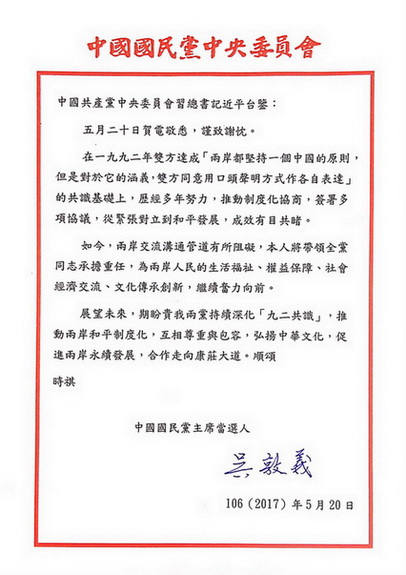 中國國民黨中央委員會
中國共產黨中央委員會習總書記近平台鑒：
五月二十日賀電敬悉，謹致謝忱。
在一九九二年雙方達成「兩岸都堅持一個中國的原則，
但是對於它的涵義，雙方同意用口頭聲明方式作各自表達」
的共識基礎上，歷經多年努力，推動制度化協商，簽署多
項協議，從緊張對立到和平發展，成效有目共睹。
如今，兩岸交流溝通管道有所阻礙，本人將帶領全黨
同志承擔重任，為兩岸人民的生活福祉、權益保障、社會
經濟交流、文化傳承創新，繼續奮力向前。
展望未來，期盼貴我兩黨持續深化「九二共識」，推
動兩岸和平制度化，互相尊重與包容，弘揚中華文化，促
進兩岸永續發展，合作走向康莊大道。順頌
時祺
中國國民黨主席當選人
吳敦義
106（2017）年5月20日